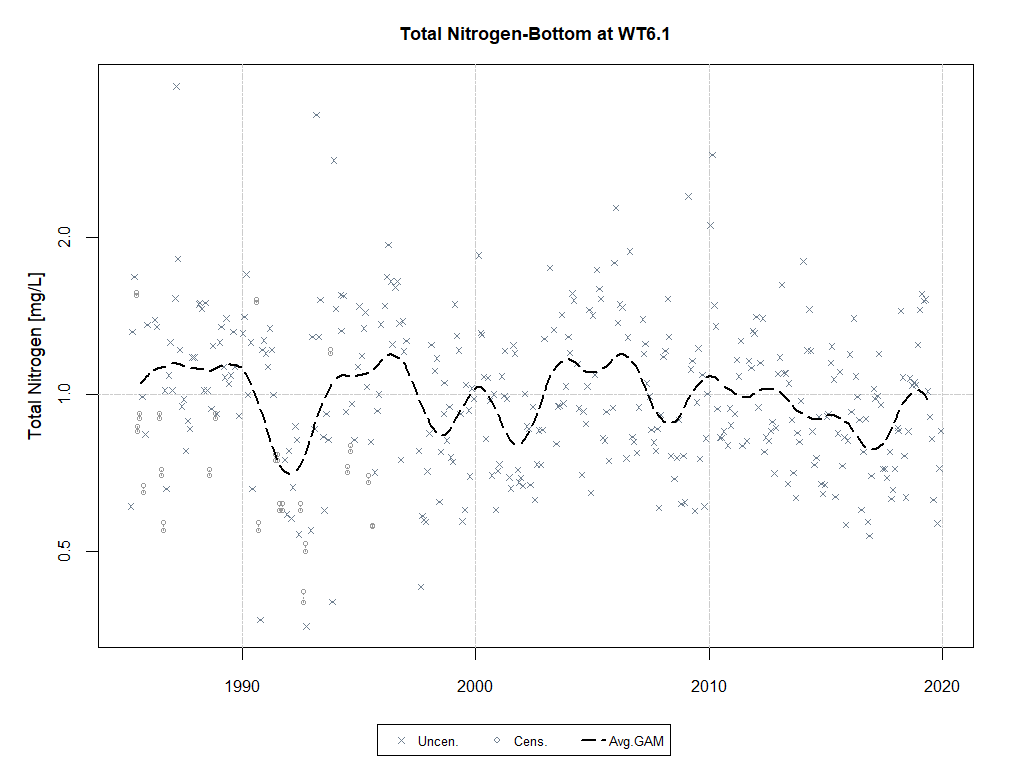 Total Nitrogen-Bottom at WT6.1
Total Nitrogen [mg/L]
2.0
1.0
0.5
1990 2000 2010 2020
Uncen. Cens. Avg.GAM